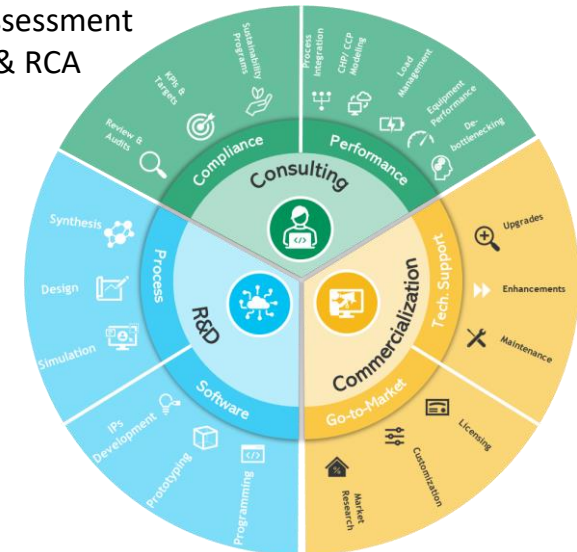 ssessment
& RCA
Sustainability
Programs
KPIs &
Targets
Review &
Audits
Process
Integration
CHP/ CCP
Modeling
Load
Management
Equipment
Performance
De-
bottlenecking
Compliance
Performance
Consulting
Synthesis
Design
Simulation
Process
R&D
Software
IPs
Development
Prototyping
Programming
Upgrades
Enhancements
Maintenance
Tech. Support
Commercialization
Go-to-Market
Licensing
Customization
Market
Research